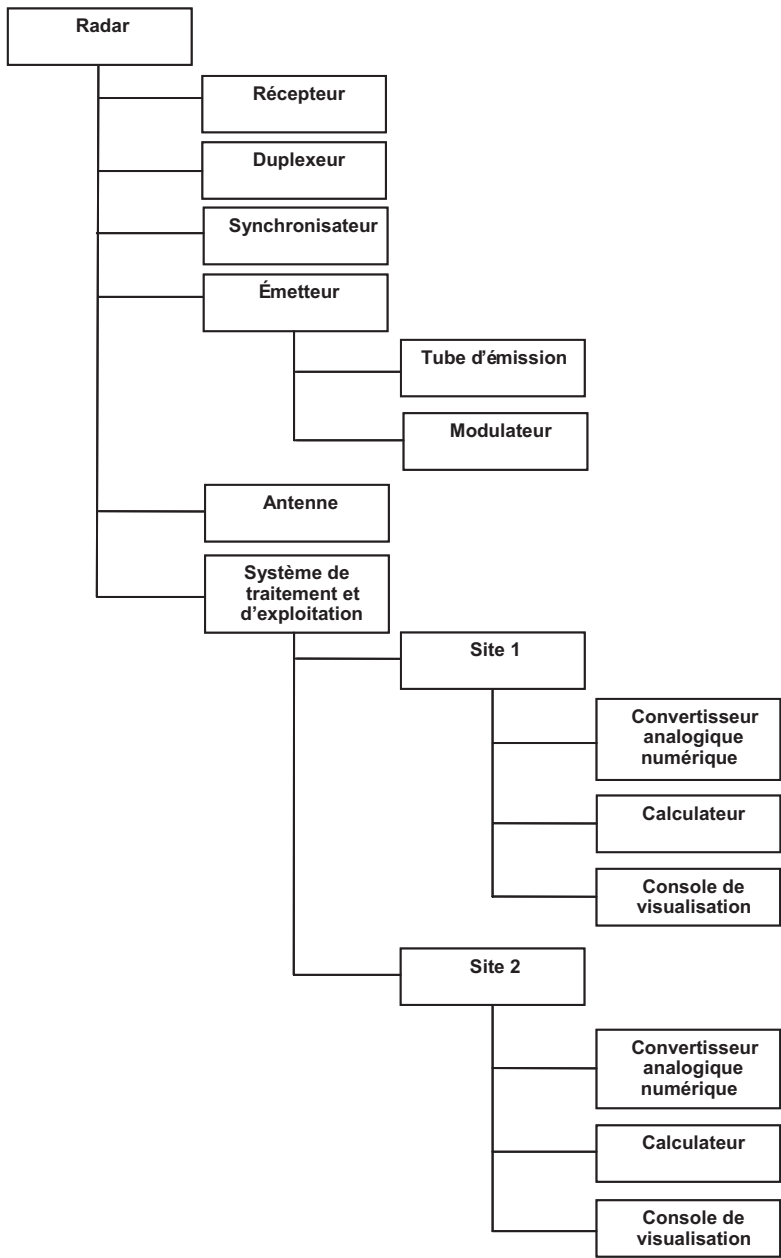 Radar
Récepteur
Duplexeur
Synchronisateur
Émetteur
Tube d'émission
Modulateur
Antenne
Système de
traitement et
d'exploitation
Site 1
Convertisseur
analogique
numérique
Calculateur
Console de
visualisation
Site 2
Convertisseur
analogique
numérique
Calculateur
Console de
visualisation